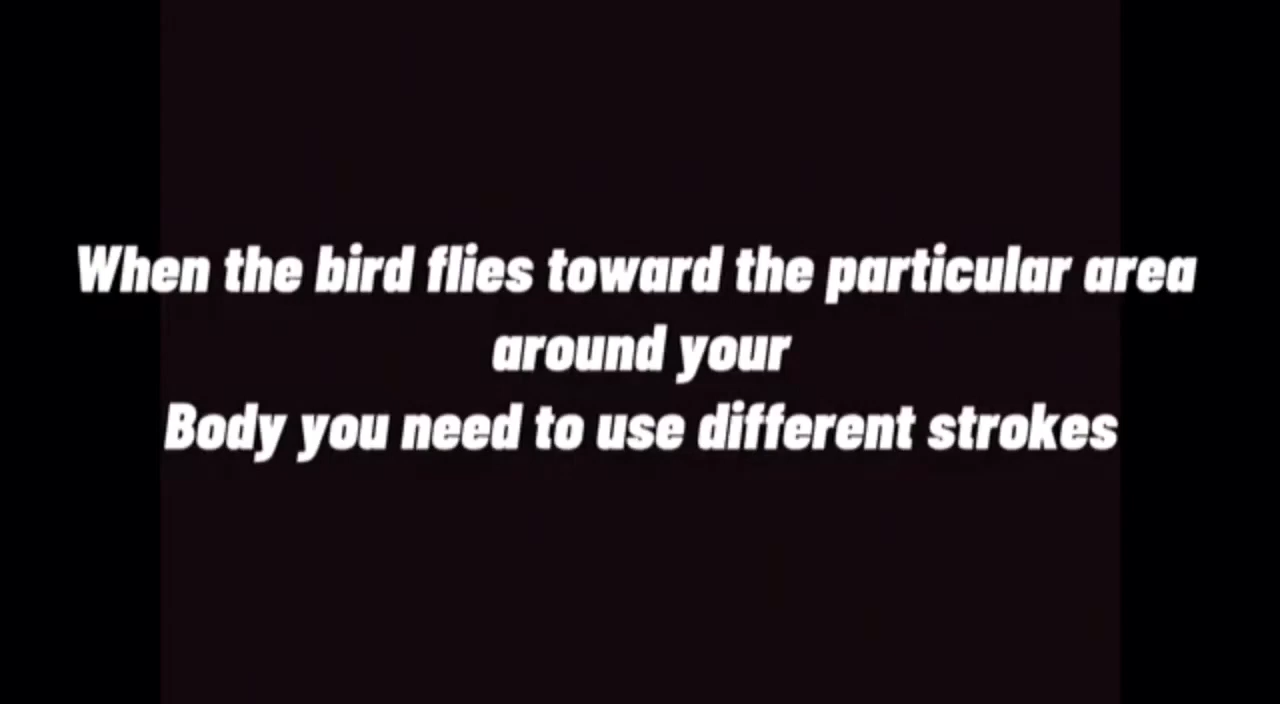 When the bird flies toward the particular area
around your
Body you need to use different strokes